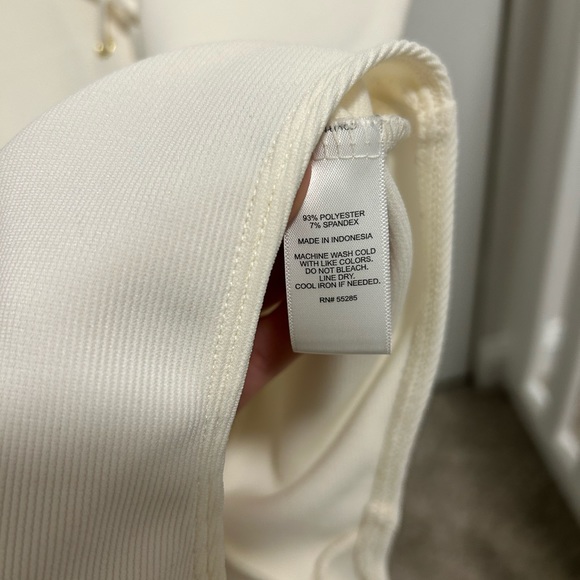 93% POLYESTER
7% SPANDEX
MADE IN INDONESIA
MACHINE WASH COLD
WITH LIKE COLORS.
DO NOT BLEACH.
LINE DRY.
COOL IRON IF NEEDED.
RN# 55285